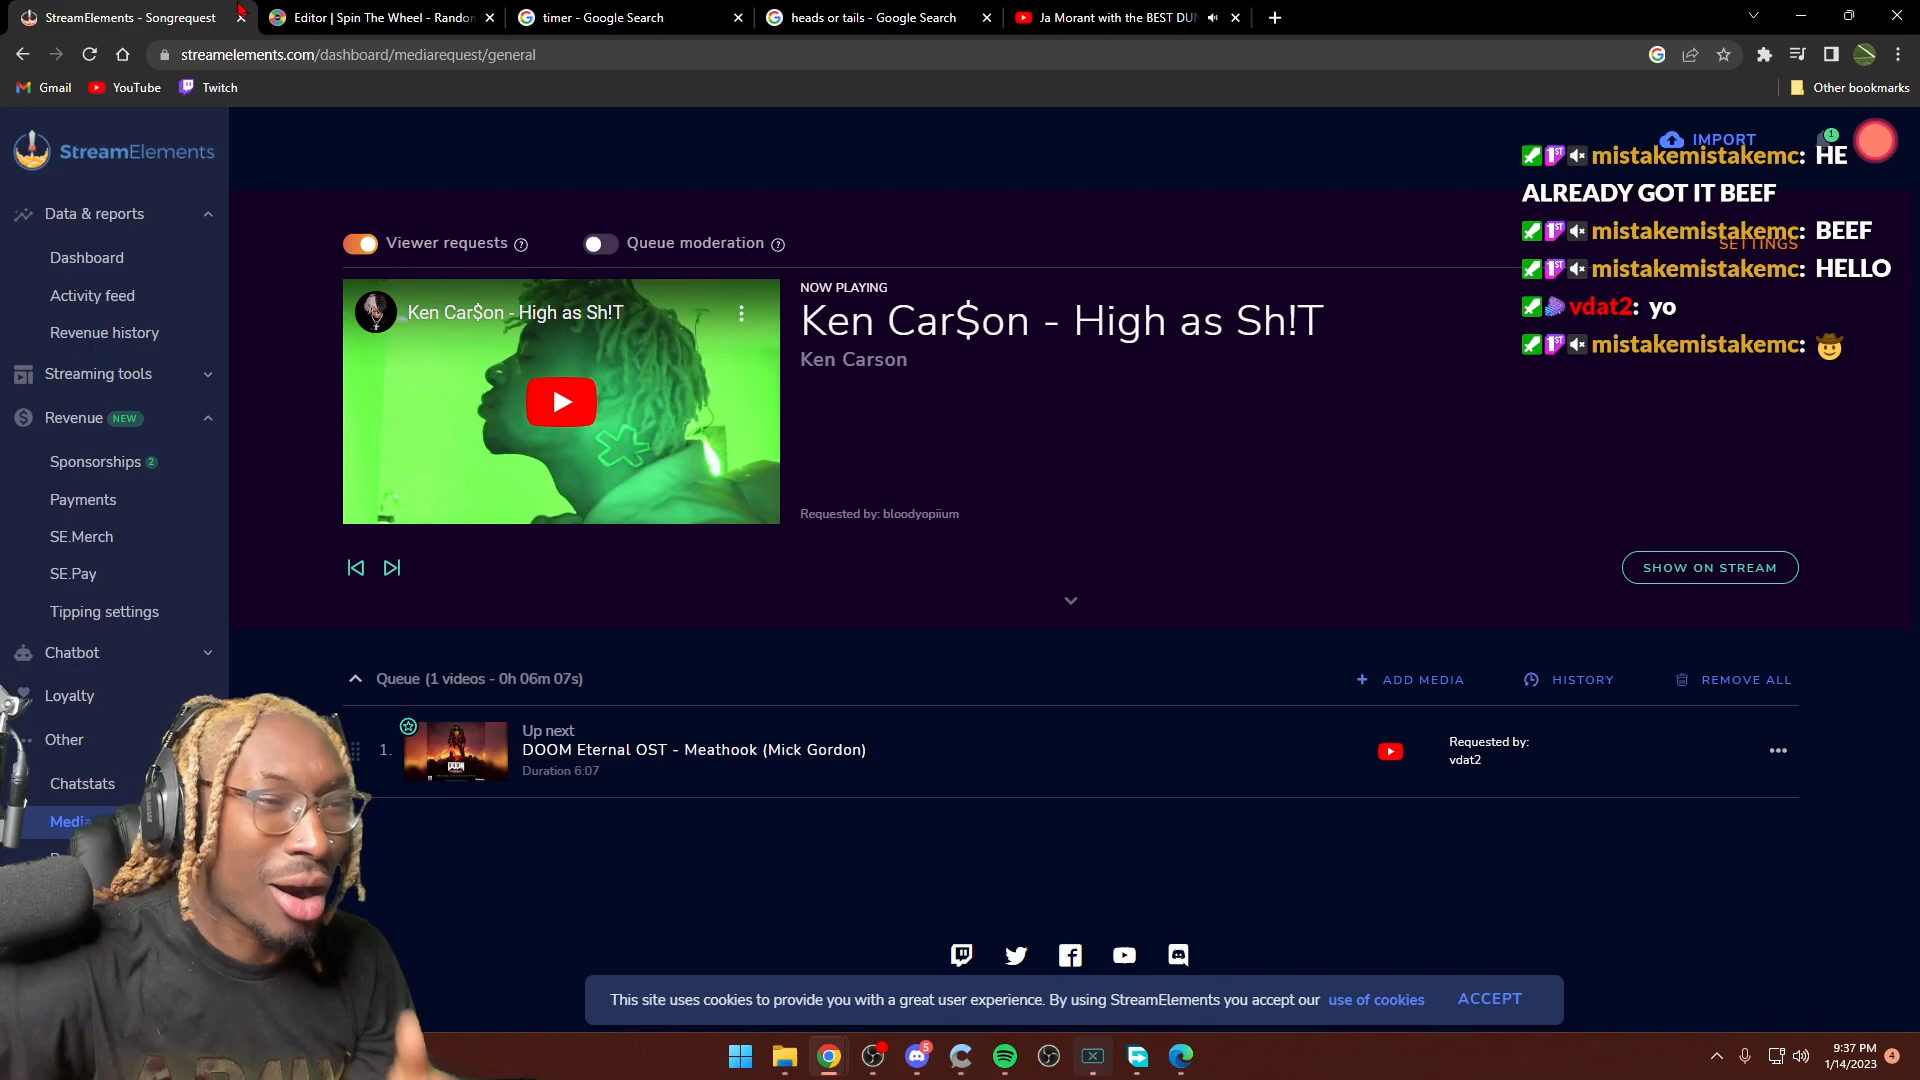 StreamElements - Songrequest
Editor | Spin The Wheel - Random
timer - Google Search
heads or tails - Google Search
Ja Morant with the BEST DUN
streamelements.com/dashboard/mediarequest/general
Gmail
YouTube
Twitch
Other bookmarks
StreamElements
IMPORT
1
mistakemistakemc: HE
ALREADY GOT IT BEEF
mistakemistakemc: BEEF
SETTINGS
mistakemistakemc: HELLO
vdat2: yo
mistakemistakemc:
Data & reports
Dashboard
Activity feed
Revenue history
Streaming tools
Revenue NEW
Sponsorships 2
Payments
SE.Merch
SE.Pay
Tipping settings
Chatbot
Loyalty
Other
Chatstats
Media
Viewer requests
Queue moderation
Ken Car$on - High as Sh!T
NOW PLAYING
Ken Car$on - High as Sh!T
Ken Carson
Requested by: bloodyopiium
SHOW ON STREAM
Queue (1 videos - 0h 06m 07s)
ADD MEDIA
HISTORY
REMOVE ALL
1.
Up next
DOOM Eternal OST - Meathook (Mick Gordon)
Duration 6:07
Requested by:
vdat2
This site uses cookies to provide you with a great user experience. By using StreamElements you accept our use of cookies
ACCEPT
5
9:37 PM
1/14/2023
4